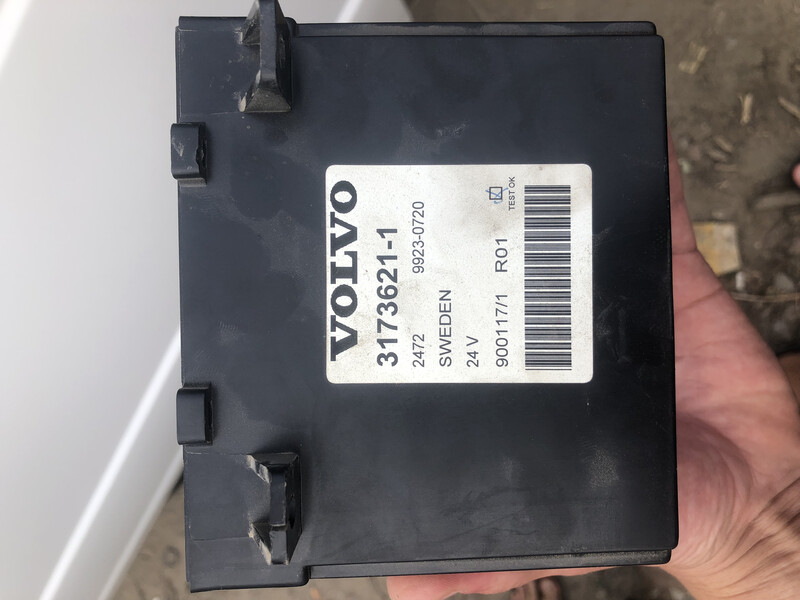 VOLVO
3173621-1
2472 9923-0720
SWEDEN
24 V
900117/1 R01
TEST OK